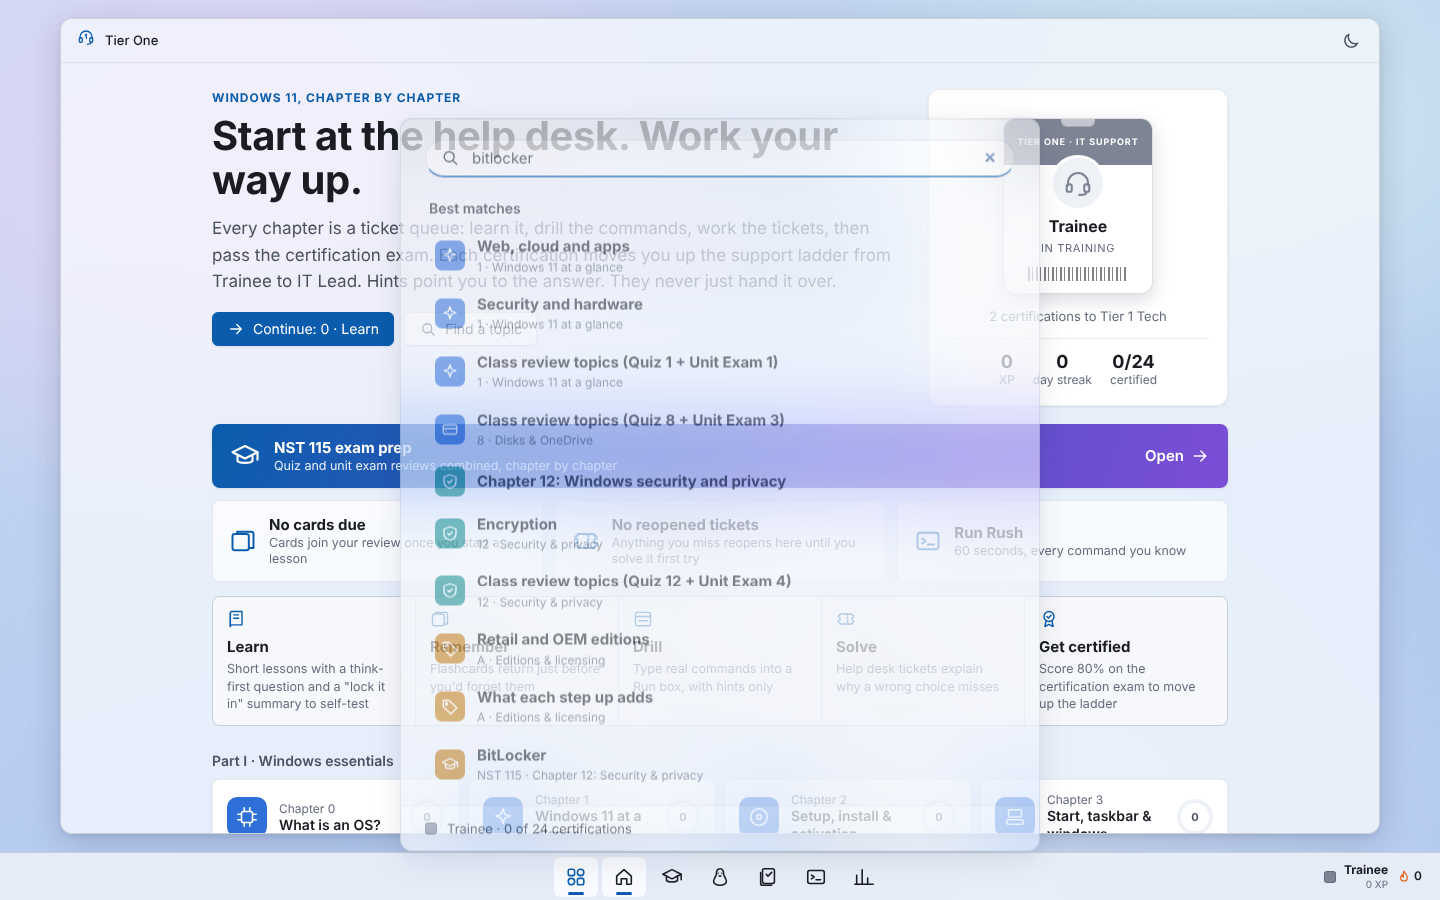 Tier One
WINDOWS 11, CHAPTER BY CHAPTER
Start at the help desk. Work your
way up.
Every chapter is a ticket queue: learn it, drill the commands, work the tickets, then
pass the certification exam. Each certification moves you up the support ladder from
Trainee to IT Lead. Hints point you to the answer. They never just hand it over.
Continue: 0 · Learn
Find a topic
TIER ONE · IT SUPPORT
Trainee
IN TRAINING
2 certifications to Tier 1 Tech
0 0 0/24
XP day streak certified
bitlocker
Best matches
Web, cloud and apps
1 · Windows 11 at a glance
Security and hardware
1 · Windows 11 at a glance
Class review topics (Quiz 1 + Unit Exam 1)
1 · Windows 11 at a glance
Class review topics (Quiz 8 + Unit Exam 3)
8 · Disks & OneDrive
Chapter 12: Windows security and privacy
Encryption
12 · Security & privacy
Class review topics (Quiz 12 + Unit Exam 4)
12 · Security & privacy
Retail and OEM editions
A · Editions & licensing
What each step up adds
A · Editions & licensing
BitLocker
NST 115 · Chapter 12: Security & privacy
Trainee · 0 of 24 certifications
NST 115 exam prep
Quiz and unit exam reviews combined, chapter by chapter
Open
No cards due
Cards join your review once you start a
lesson
No reopened tickets
Anything you miss reopens here until you
solve it first try
Run Rush
60 seconds, every command you know
Learn
Short lessons with a think-
first question and a "lock it
in" summary to self-test
Remember
Flashcards return just before
you'd forget them
Drill
Type real commands into a
Run box, with hints only
Solve
Help desk tickets explain
why a wrong choice misses
Get certified
Score 80% on the
certification exam to move
up the ladder
Part I · Windows essentials
Chapter 0
What is an OS?
0
Chapter 1
Windows 11 at a
0
Chapter 2
Setup, install &
activation
0
Chapter 3
Start, taskbar &
windows
0
Trainee
0 XP
0